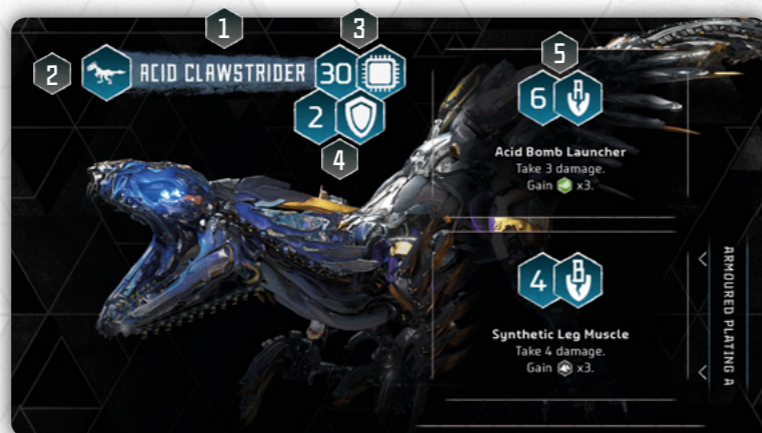 1
3
2
ACID CLAWSTRIDER 30
2
4
5
6 A
Acid Bomb Launcher
Take 3 damage.
Gain x3.
4 B
Synthetic Leg Muscle
Take 4 damage.
Gain x3.
ARMOURED PLATING A